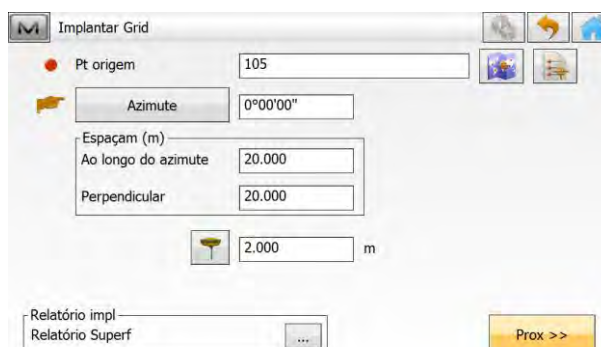 Implantar Grid
Pt origem 105
Azimute 0°00'00"
Espaçam (m)
Ao longo do azimute 20.000
Perpendicular 20.000
2.000 m
Relatório impl
Relatório Superf ...
Prox >>